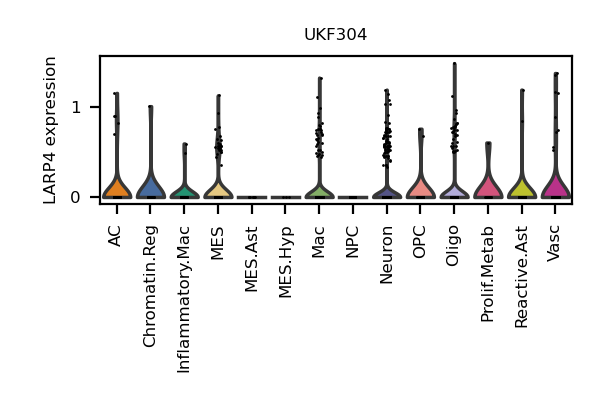 UKF304
LARP4 expression
1
0
AC
Chromatin.Reg
Inflammatory.Mac
MES
MES.Ast
MES.Hyp
Mac
NPC
Neuron
OPC
Oligo
Prolif.Metab
Reactive.Ast
Vasc